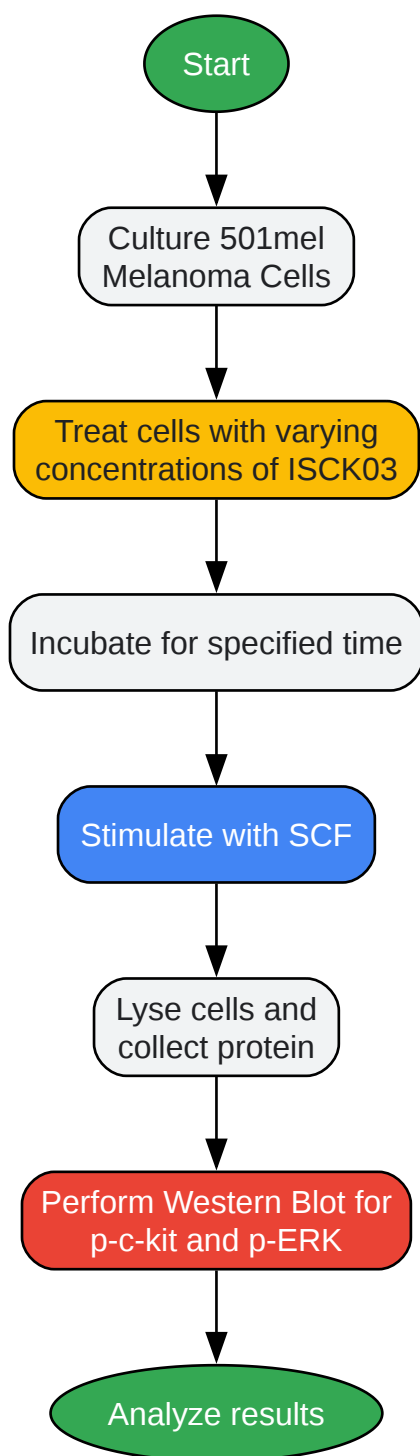 Start
Culture 501mel
Melanoma Cells
Treat cells with varying
concentrations of ISCK03
Incubate for specified time
Stimulate with SCF
Lyse cells and
collect protein
Perform Western Blot for
p-c-kit and p-ERK
Analyze results